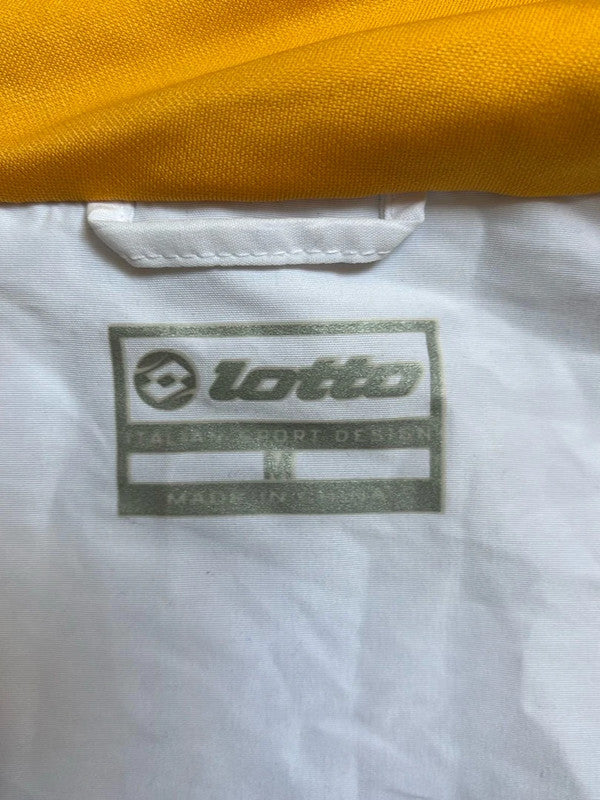 lotto
ITALIAN SPORT DESIGN
M
MADE IN CHINA